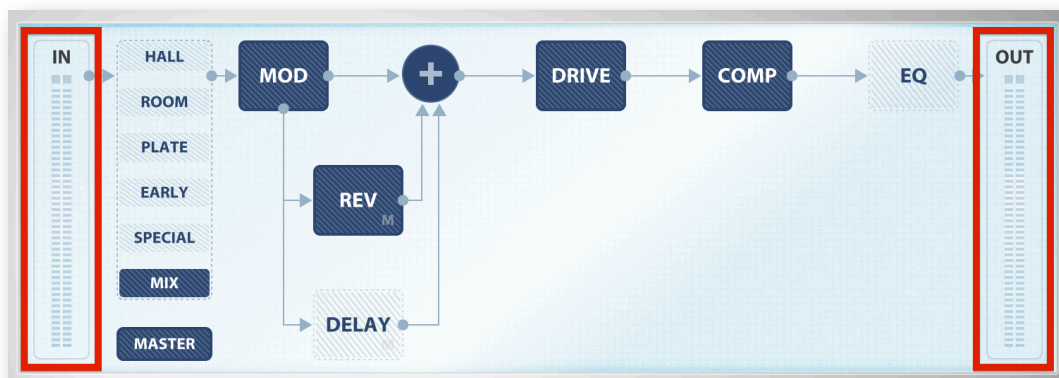 IN
HALL
ROOM
PLATE
EARLY
SPECIAL
MIX
MASTER
MOD
+
REV
M
DELAY
M
DRIVE
COMP
EQ
OUT